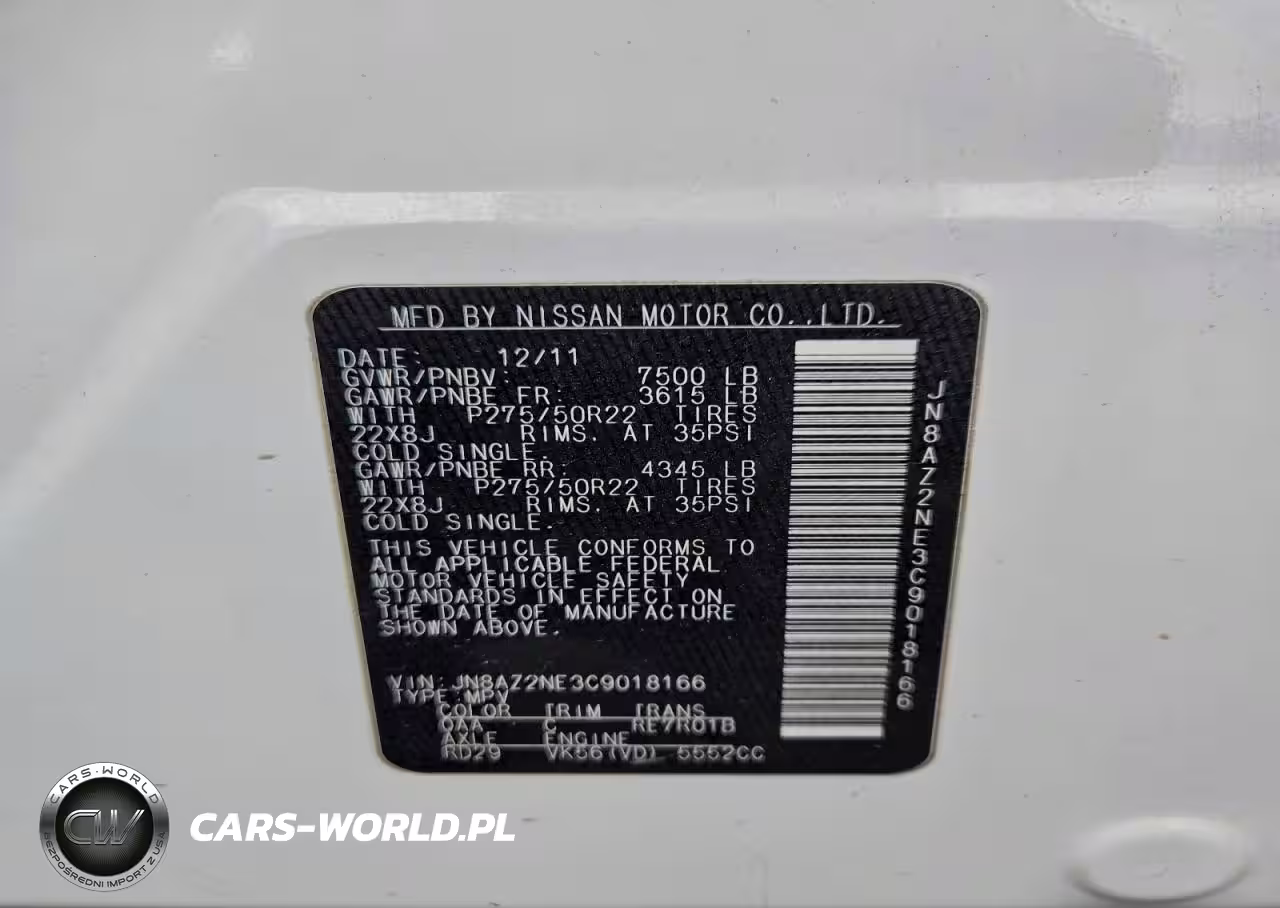 MFD BY NISSAN MOTOR CO.,LTD.
DATE: 12/11
GVWR/PNBV: 7500 LB
GAWR/PNBE FR: 3615 LB
WITH P275/50R22 TIRES
22X8J RIMS. AT 35PSI
COLD SINGLE.
GAWR/PNBE RR: 4345 LB
WITH P275/50R22 TIRES
22X8J RIMS. AT 35PSI
COLD SINGLE.
THIS VEHICLE CONFORMS TO
ALL APPLICABLE FEDERAL
MOTOR VEHICLE SAFETY
STANDARDS IN EFFECT ON
THE DATE OF MANUFACTURE
SHOWN ABOVE.
VIN: JN8AZ2NE3C9018166
TYPE:MPV
COLOR TRIM TRANS
QAA C RE7R01B
AXLE ENGINE
RD29 VK56(VD) 5552CC
JN8AZ2NE3C9018166
CARS-WORLD
CW
BEZPOŚREDNI IMPORT Z USA
CARS-WORLD.PL